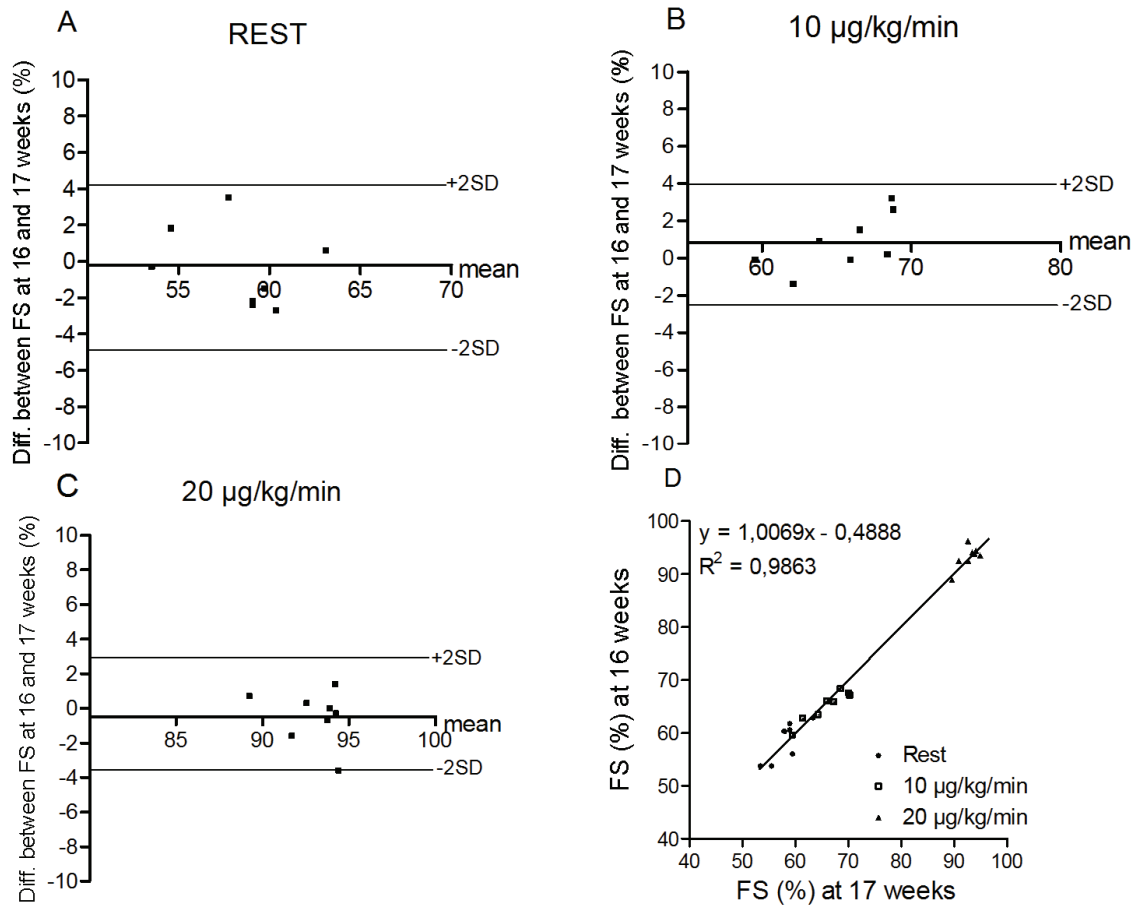 A
REST
Diff. between FS at 16 and 17 weeks (%)
10
8
6
4
2
0
-2
-4
-6
-8
-10
+2SD
mean
-2SD
55
60
65
70
B
10 µg/kg/min
Diff. between FS at 16 and 17 weeks (%)
10
8
6
4
2
0
-2
-4
-6
-8
-10
+2SD
mean
-2SD
60
70
80
C
20 µg/kg/min
Diff. between FS at 16 and 17 weeks (%)
10
8
6
4
2
0
-2
-4
-6
-8
-10
+2SD
mean
-2SD
85
90
95
100
D
y = 1,0069x - 0,4888
R² = 0,9863
FS (%) at 16 weeks
100
90
80
70
60
50
40
Rest
10 µg/kg/min
20 µg/kg/min
40
50
60
70
80
90
100
FS (%) at 17 weeks